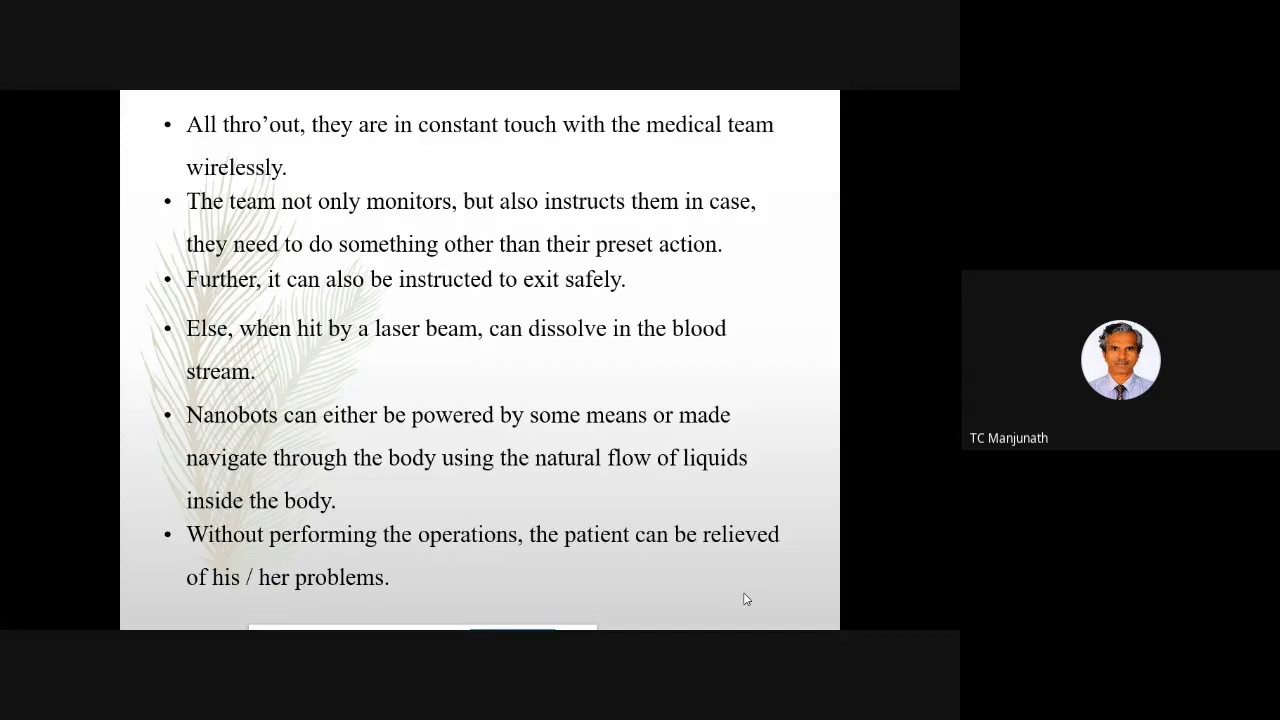 • All thro’out, they are in constant touch with the medical team
wirelessly.
• The team not only monitors, but also instructs them in case,
they need to do something other than their preset action.
• Further, it can also be instructed to exit safely.
• Else, when hit by a laser beam, can dissolve in the blood
stream.
• Nanobots can either be powered by some means or made
navigate through the body using the natural flow of liquids
inside the body.
• Without performing the operations, the patient can be relieved
of his / her problems.
TC Manjunath